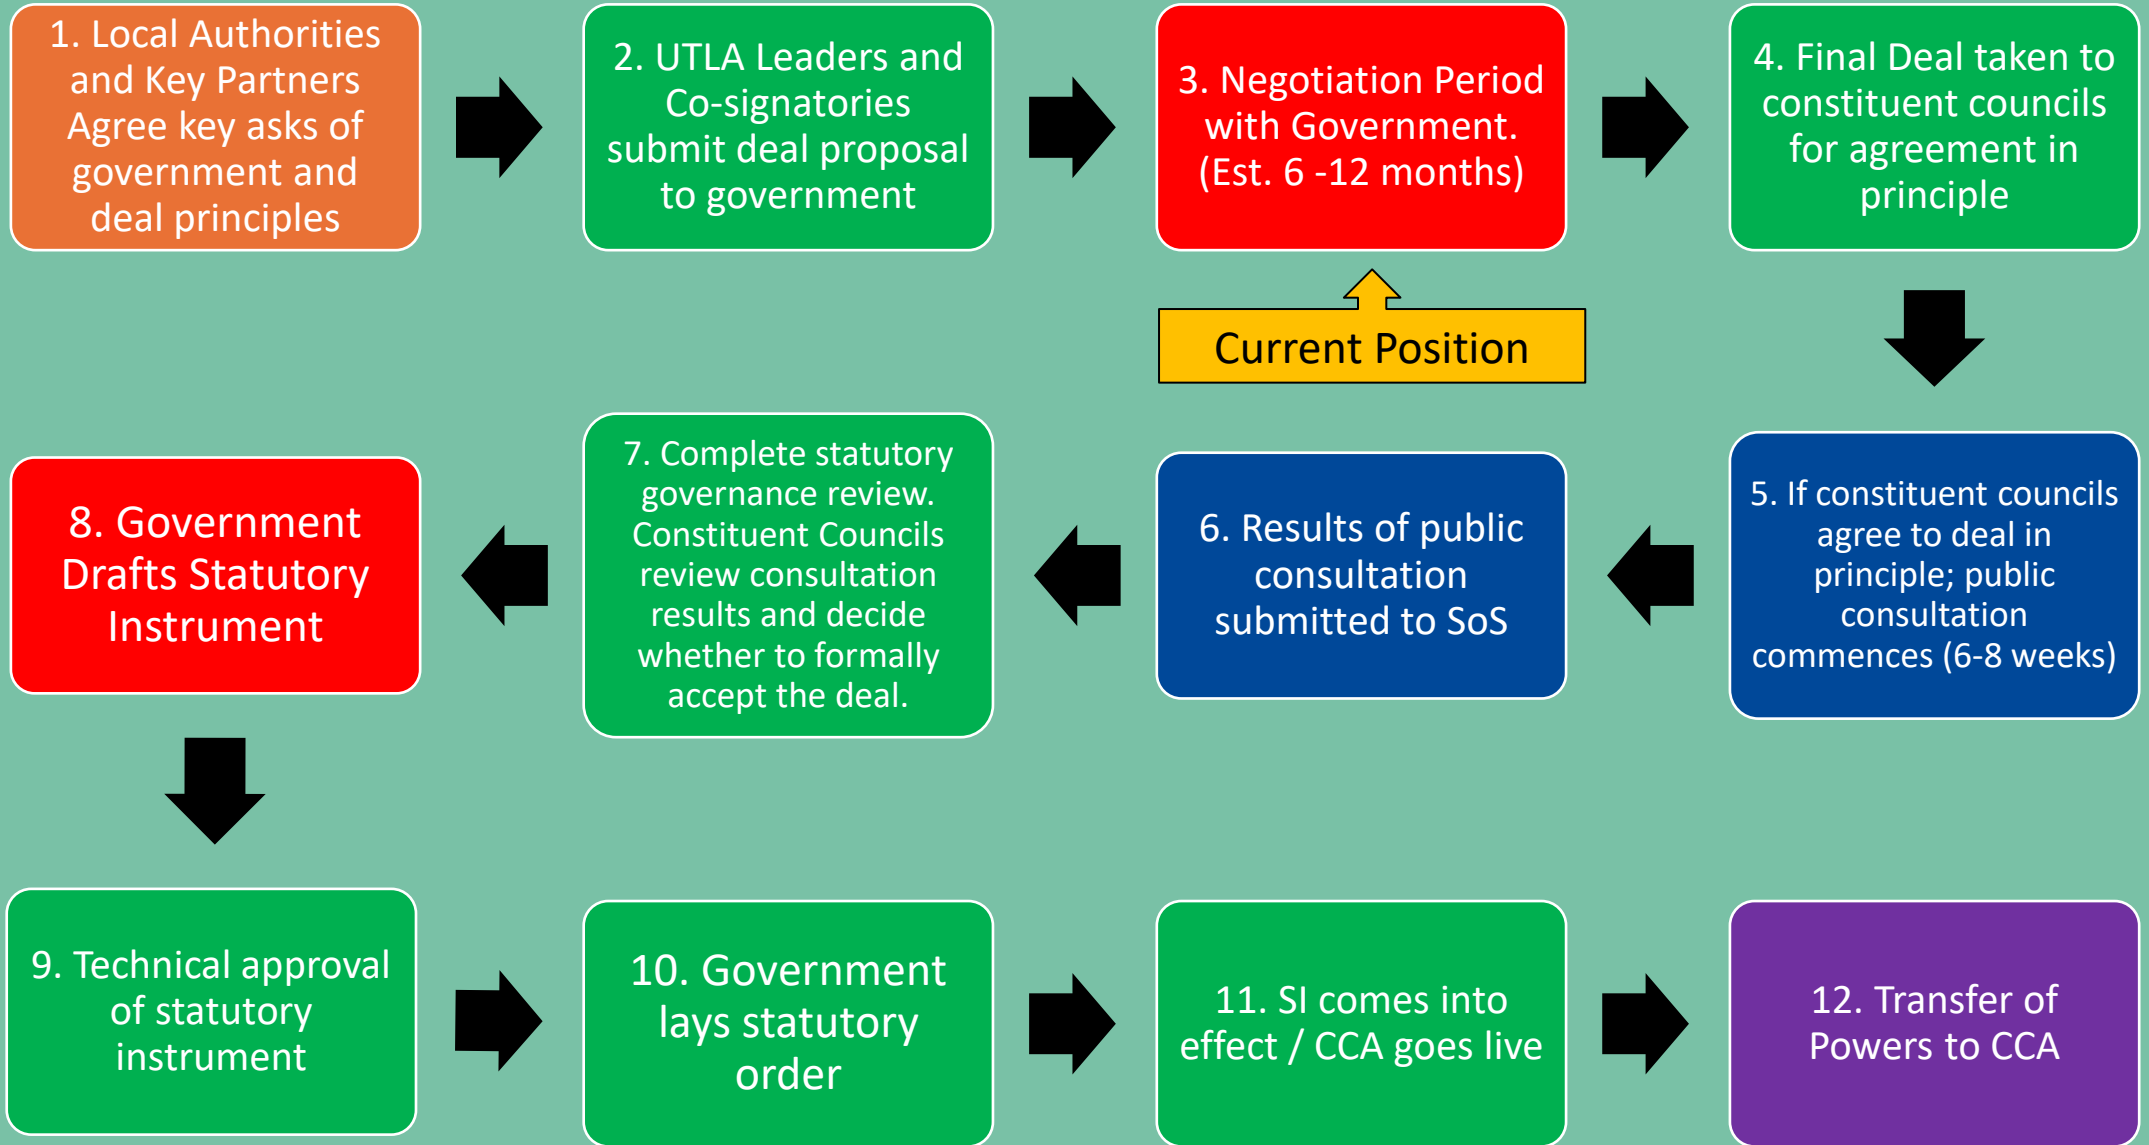 1. Local Authorities
and Key Partners
Agree key asks of
government and
deal principles
2. UTLA Leaders and
Co-signatories
submit deal proposal
to government
3. Negotiation Period
with Government.
(Est. 6 -12 months)
4. Final Deal taken to
constituent councils
for agreement in
principle
Current Position
5. If constituent councils
agree to deal in
principle; public
consultation
commences (6-8 weeks)
6. Results of public
consultation
submitted to SoS
7. Complete statutory
governance review.
Constituent Councils
review consultation
results and decide
whether to formally
accept the deal.
8. Government
Drafts Statutory
Instrument
9. Technical approval
of statutory
instrument
10. Government
lays statutory
order
11. SI comes into
effect / CCA goes live
12. Transfer of
Powers to CCA